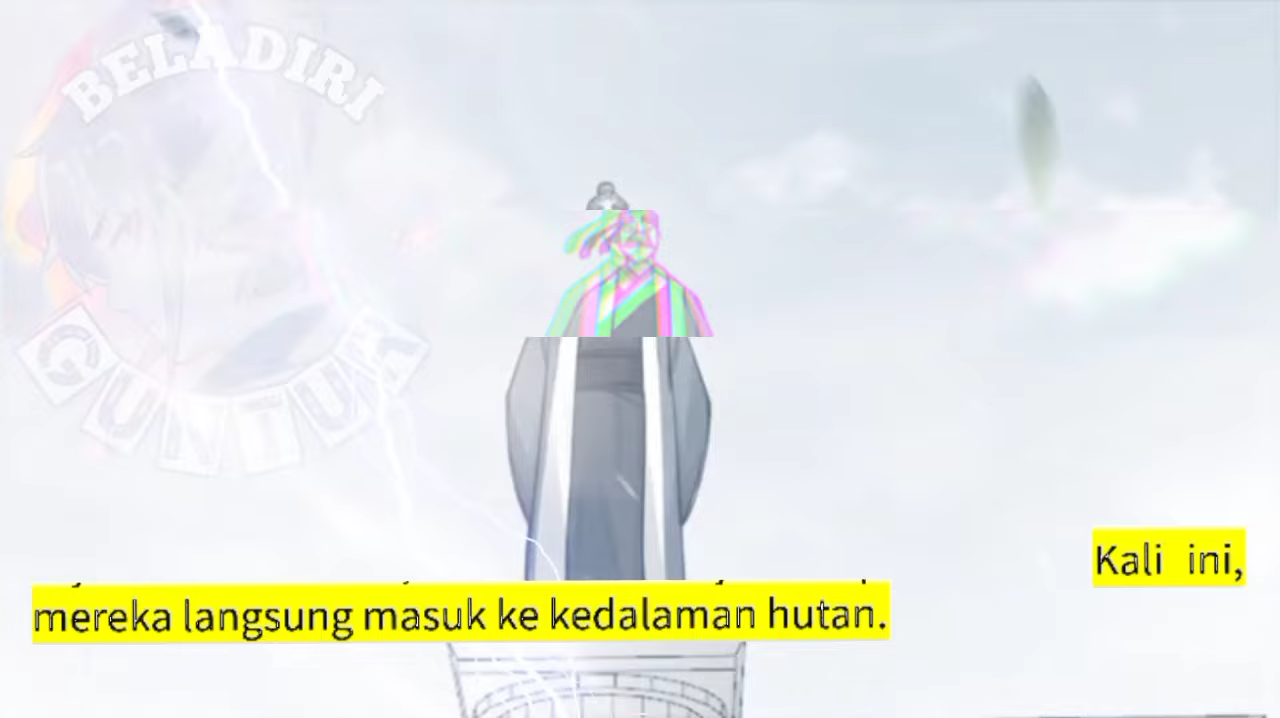 BELADIRI
GUNTUR
Kali ini,
mereka langsung masuk ke kedalaman hutan.